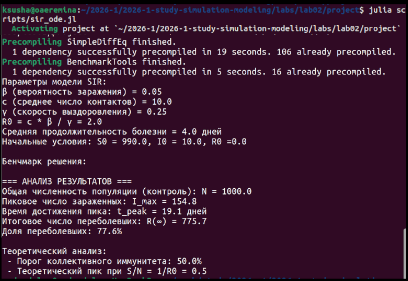 ksusha@oaeremina:~/2026-1/2026-1-study-simulation-modeling/labs/lab02/project$ julia sc
ripts/sir_ode.jl
Activating project at `~/2026-1/2026-1-study-simulation-modeling/labs/lab02/project`
Precompiling SimpleDiffEq finished.
1 dependency successfully precompiled in 19 seconds. 106 already precompiled.
Precompiling BenchmarkTools finished.
1 dependency successfully precompiled in 5 seconds. 16 already precompiled.
Параметры модели SIR:
β (вероятность заражения) = 0.05
c (среднее число контактов) = 10.0
γ (скорость выздоровления) = 0.25
R0 = c * β / γ = 2.0
Средняя продолжительность болезни = 4.0 дней
Начальные условия: S0 = 990.0, I0 = 10.0, R0 =0.0
Бенчмарк решения:
=== АНАЛИЗ РЕЗУЛЬТАТОВ ===
Общая численность популяции (контроль): N = 1000.0
Пиковое число зараженных: I_max = 154.8
Время достижения пика: t_peak = 19.1 дней
Итоговое число переболевших: R(∞) = 775.7
Доля переболевших: 77.6%
Теоретический анализ:
- Порог коллективного иммунитета: 50.0%
- Теоретический пик при S/N = 1/R0 = 0.5